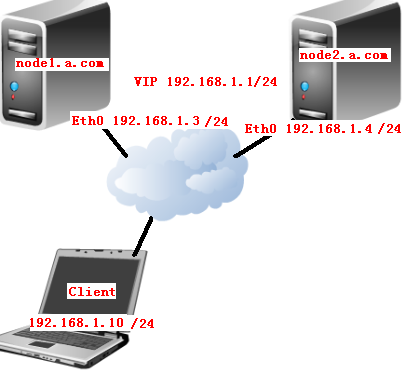 node1.a.com
node2.a.com
VIP 192.168.1.1/24
Eth0 192.168.1.3 /24
Eth0 192.168.1.4 /24
Client
192.168.1.10 /24